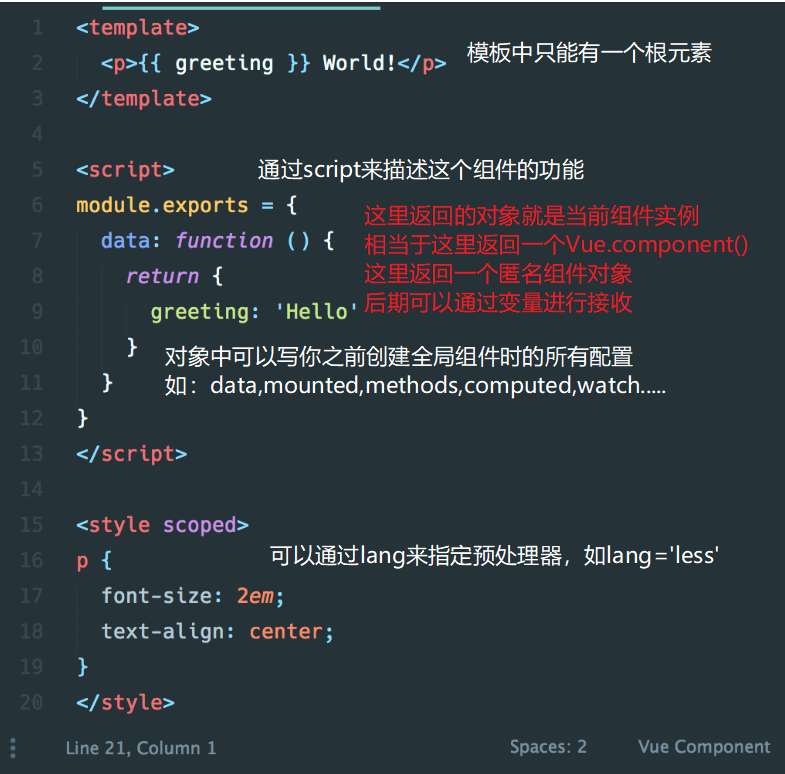 1 <template>
2 <p>{{ greeting }} World!</p> 模板中只能有一个根元素
3 </template>
4
5 <script> 通过script来描述这个组件的功能
6 module.exports = {
这里返回的对象就是当前组件实例
7 data: function () {
相当于这里返回一个Vue.component()
8 return {
这里返回一个匿名组件对象
9 greeting: 'Hello'
后期可以通过变量进行接收
10 }
对象中可以写你之前创建全局组件时的所有配置
11 }
如：data,mounted,methods,computed,watch.....
12 }
13 </script>
14
15 <style scoped>
16 p {
可以通过lang来指定预处理器，如lang='less'
17 font-size: 2em;
18 text-align: center;
19 }
20 </style>
Line 21, Column 1 Spaces: 2 Vue Component